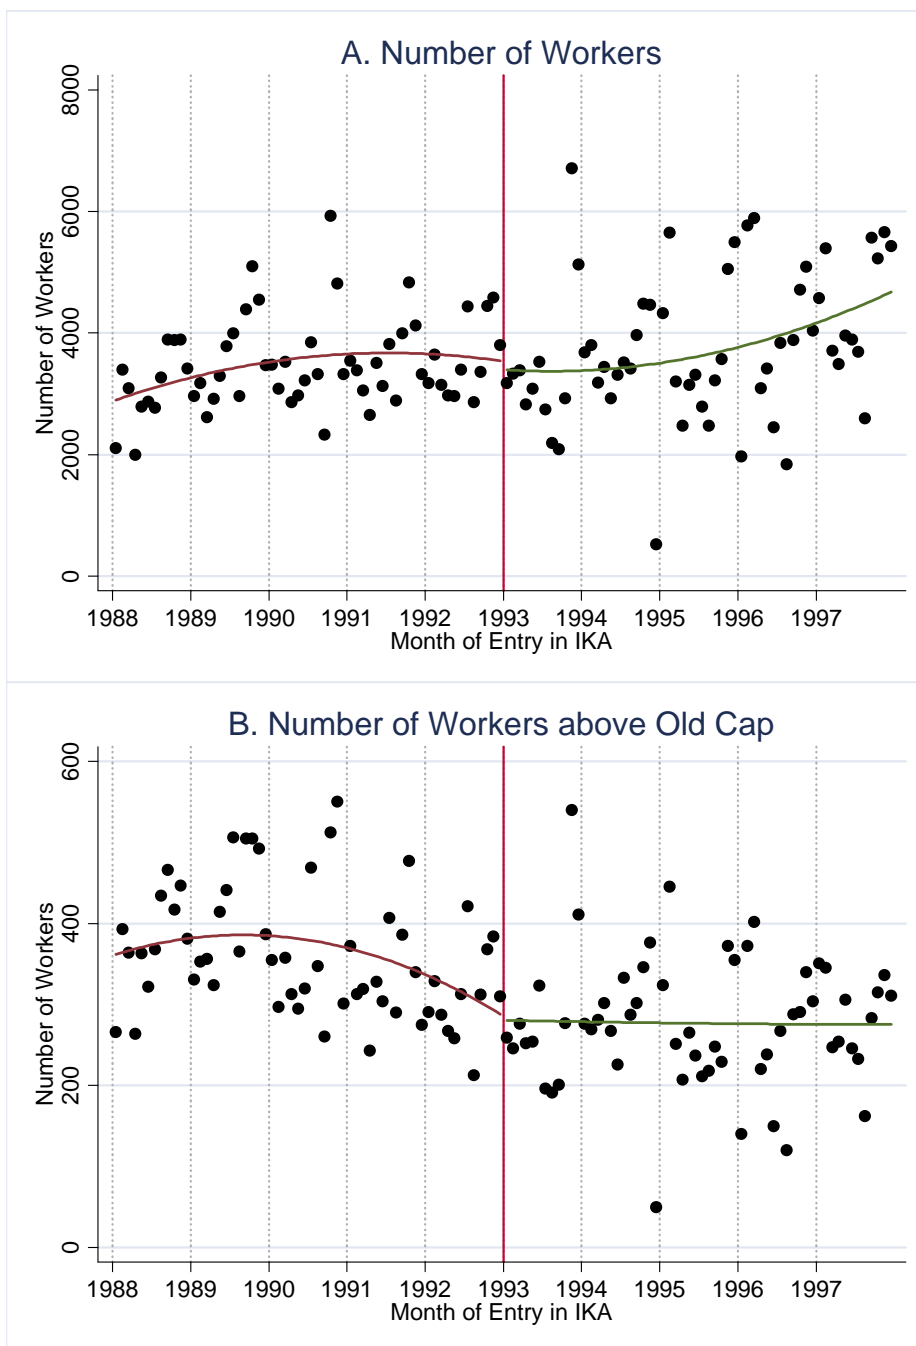 A. Number of Workers
Number of Workers
8000
6000
4000
2000
0
1988 1989 1990 1991 1992 1993 1994 1995 1996 1997
Month of Entry in IKA
B. Number of Workers above Old Cap
Number of Workers
600
400
200
0
1988 1989 1990 1991 1992 1993 1994 1995 1996 1997
Month of Entry in IKA